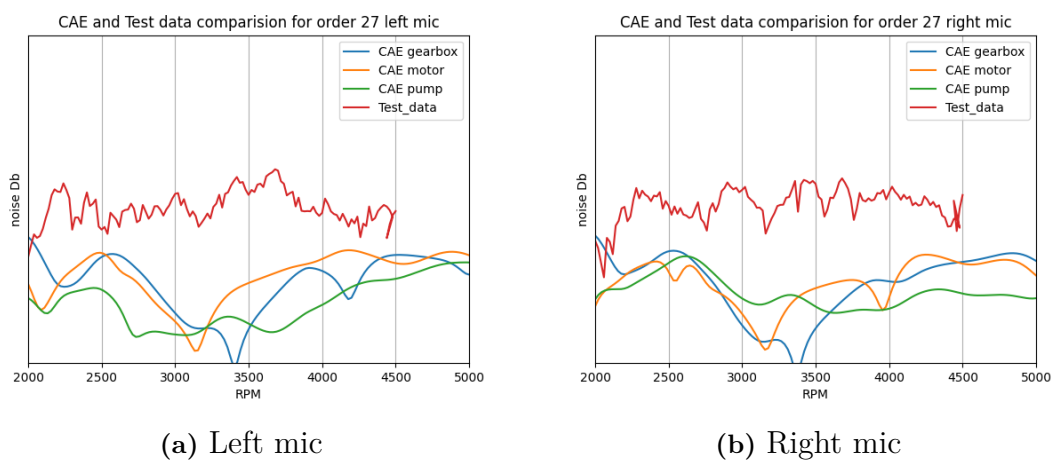 CAE and Test data comparision for order 27 left mic
CAE gearbox
CAE motor
CAE pump
Test_data
noise Db
2000 2500 3000 3500 4000 4500 5000
RPM
(a) Left mic
CAE and Test data comparision for order 27 right mic
CAE gearbox
CAE motor
CAE pump
Test_data
noise Db
2000 2500 3000 3500 4000 4500 5000
RPM
(b) Right mic